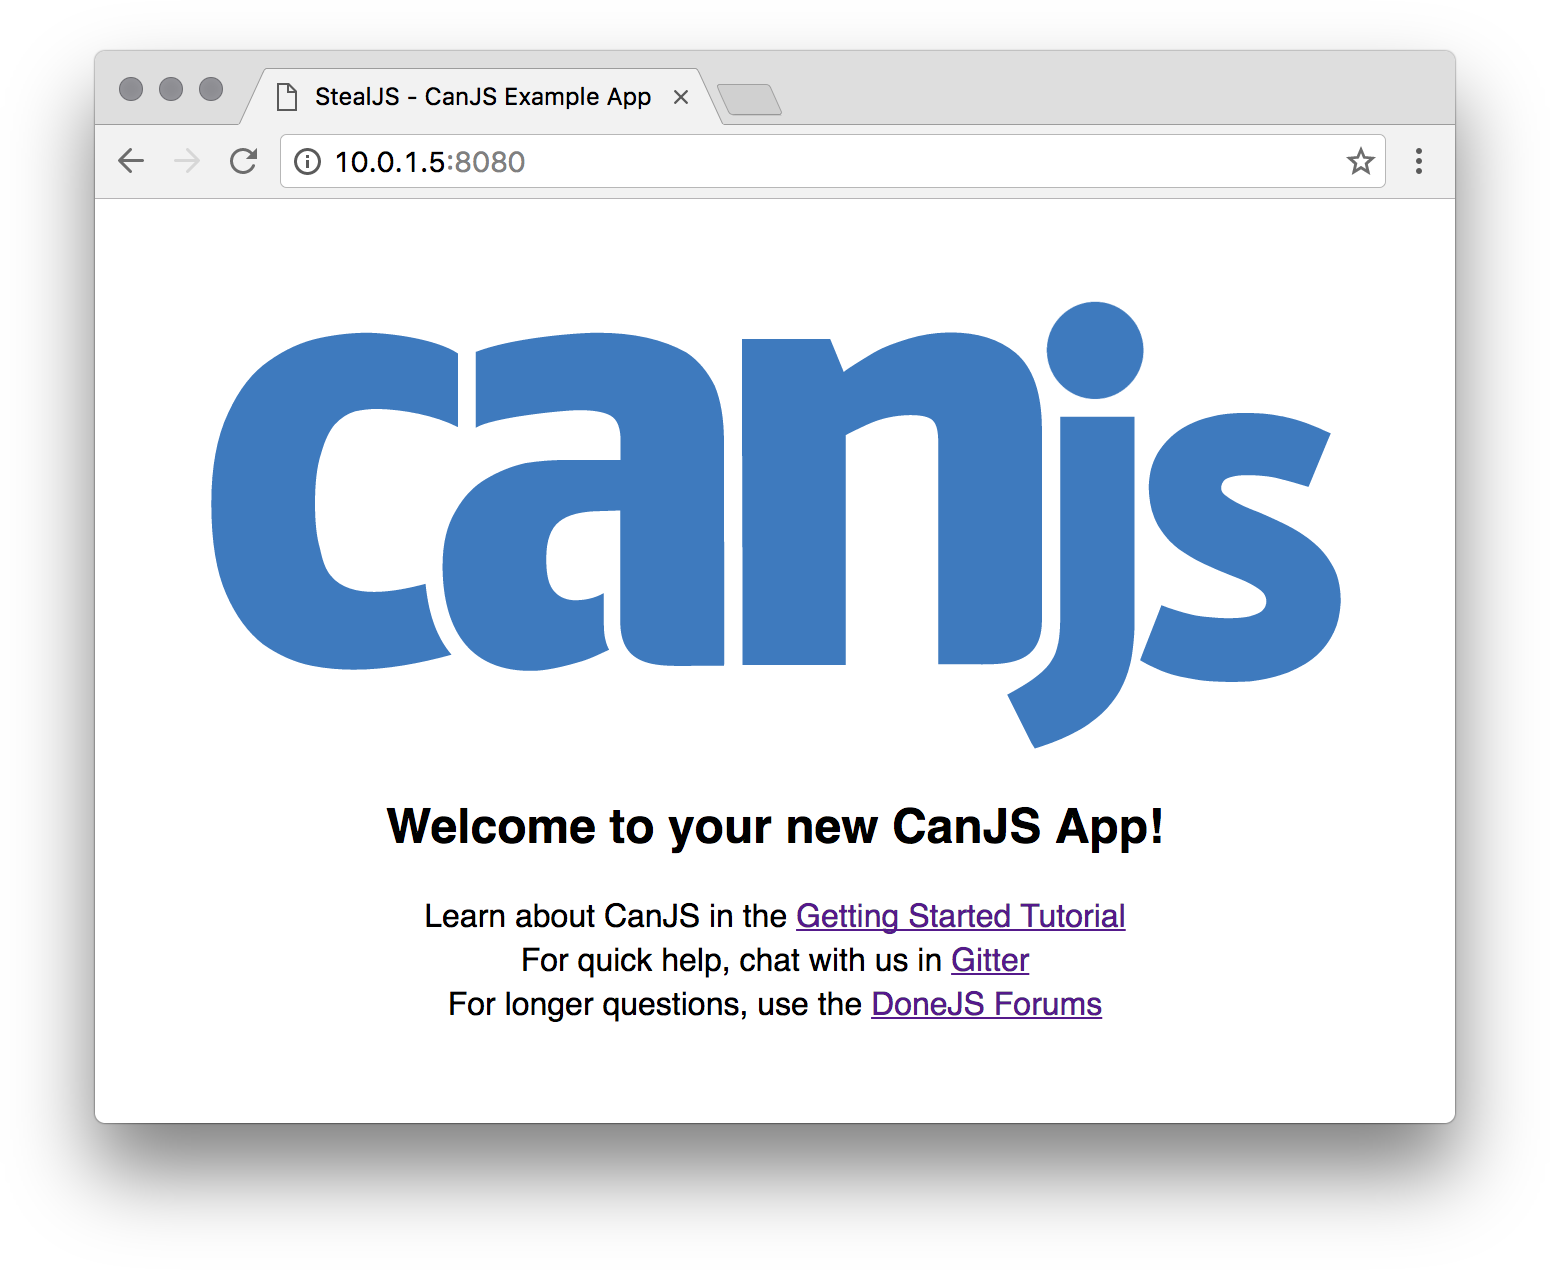 StealJS - CanJS Example App
10.0.1.5:8080
canjs
Welcome to your new CanJS App!
Learn about CanJS in the Getting Started Tutorial
For quick help, chat with us in Gitter
For longer questions, use the DoneJS Forums